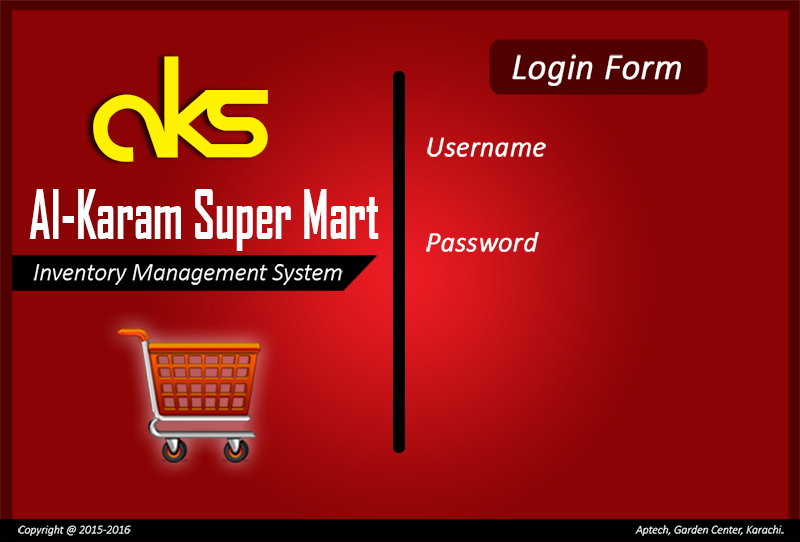 aks
Al-Karam Super Mart
Inventory Management System
Login Form
Username
Password
Copyright @ 2015-2016
Aptech, Garden Center, Karachi.